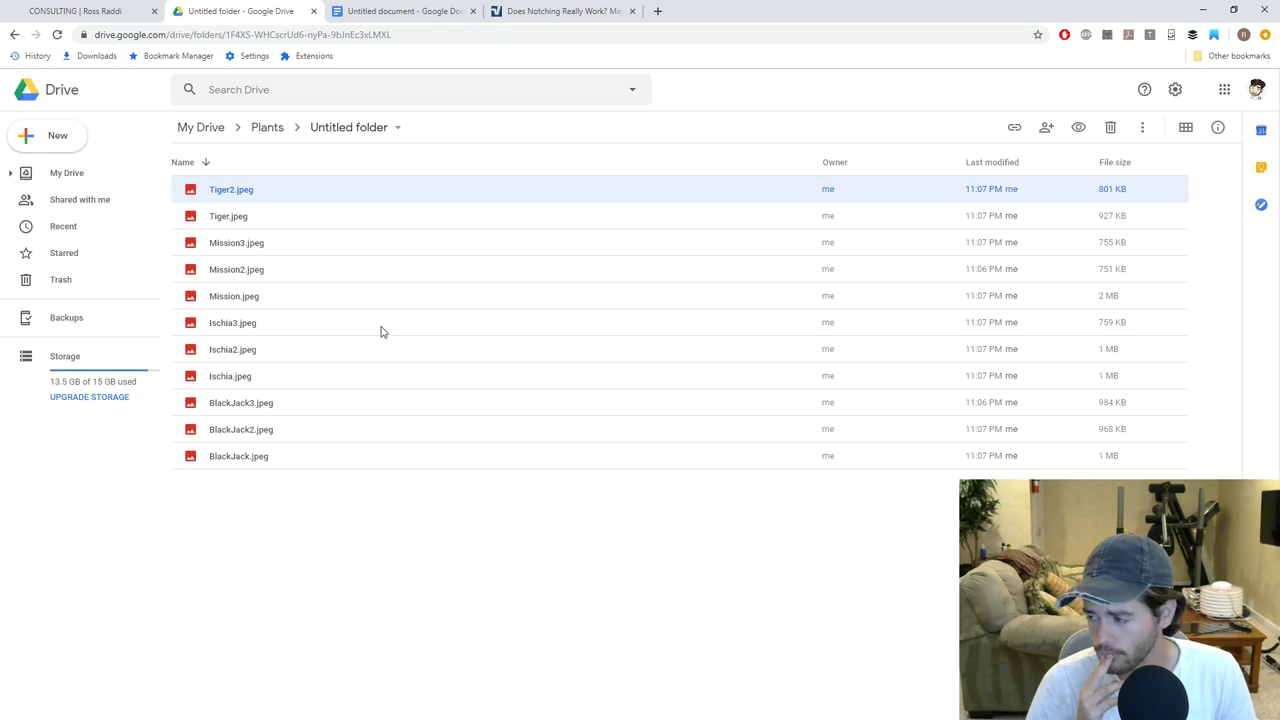 CONSULTING | Ross Raddi
Untitled folder - Google Drive
Untitled document - Google Doc
Does Notching Really Work? May
drive.google.com/drive/folders/1F4XS-WHCscrUd6-nyPa-9bJnEc3xLMXL
History
Downloads
Bookmark Manager
Settings
Extensions
Other bookmarks
Drive
Search Drive
New
My Drive
Plants
Untitled folder
My Drive
Shared with me
Recent
Starred
Trash
Backups
Storage
13.5 GB of 15 GB used
UPGRADE STORAGE
Name Owner Last modified File size
Tiger2.jpeg me 11:07 PM me 801 KB
Tiger.jpeg me 11:07 PM me 927 KB
Mission3.jpeg me 11:07 PM me 755 KB
Mission2.jpeg me 11:06 PM me 751 KB
Mission.jpeg me 11:07 PM me 2 MB
Ischia3.jpeg me 11:07 PM me 759 KB
Ischia2.jpeg me 11:07 PM me 1 MB
Ischia.jpeg me 11:07 PM me 1 MB
BlackJack3.jpeg me 11:06 PM me 984 KB
BlackJack2.jpeg me 11:07 PM me 968 KB
BlackJack.jpeg me 11:07 PM me 1 MB